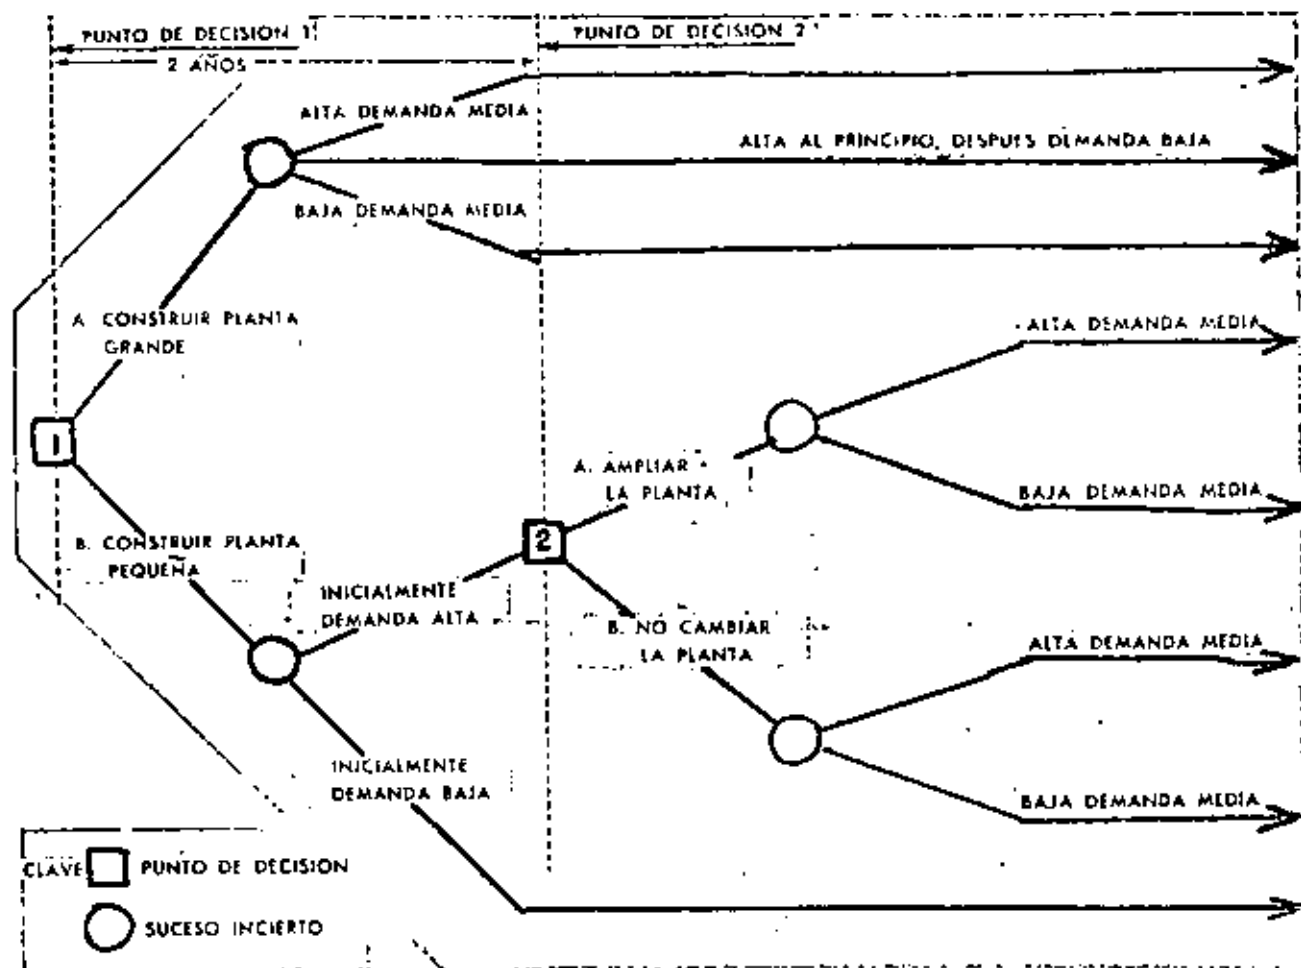 PUNTO DE DECISION 1
PUNTO DE DECISION 2
2 AÑOS
ALTA DEMANDA MEDIA
ALTA AL PRINCIPIO, DESPUES DEMANDA BAJA
BAJA DEMANDA MEDIA
A. CONSTRUIR PLANTA
GRANDE
ALTA DEMANDA MEDIA
1
A. AMPLIAR
LA PLANTA
BAJA DEMANDA MEDIA
2
B. CONSTRUIR PLANTA
PEQUEÑA
INICIALMENTE
DEMANDA ALTA
B. NO CAMBIAR
LA PLANTA
ALTA DEMANDA MEDIA
INICIALMENTE
DEMANDA BAJA
BAJA DEMANDA MEDIA
CLAVE
PUNTO DE DECISION
SUCESO INCIERTO